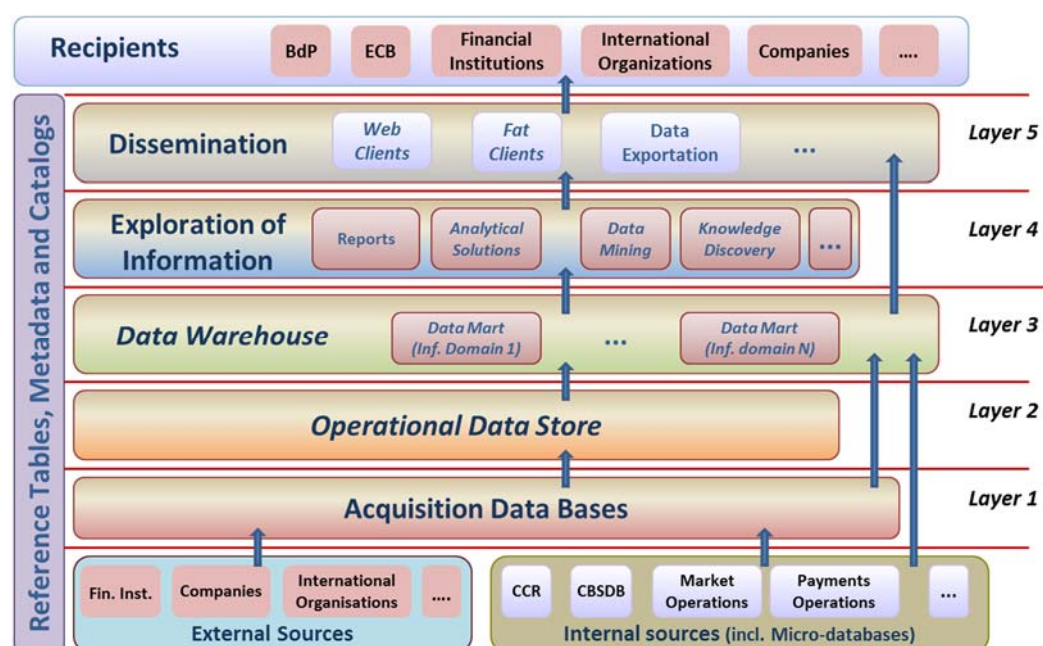 Recipients
BdP
ECB
Financial
Institutions
International
Organizations
Companies
....
Reference Tables, Metadata and Catalogs
Dissemination
Web
Clients
Fat
Clients
Data
Exportation
...
Layer 5
Exploration of
Information
Reports
Analytical
Solutions
Data
Mining
Knowledge
Discovery
...
Layer 4
Data Warehouse
Data Mart
(Inf. Domain 1)
...
Data Mart
(Inf. domain N)
Layer 3
Operational Data Store
Layer 2
Acquisition Data Bases
Layer 1
Fin. Inst.
Companies
International
Organisations
....
External Sources
CCR
CBSDB
Market
Operations
Payments
Operations
...
Internal sources (incl. Micro-databases)